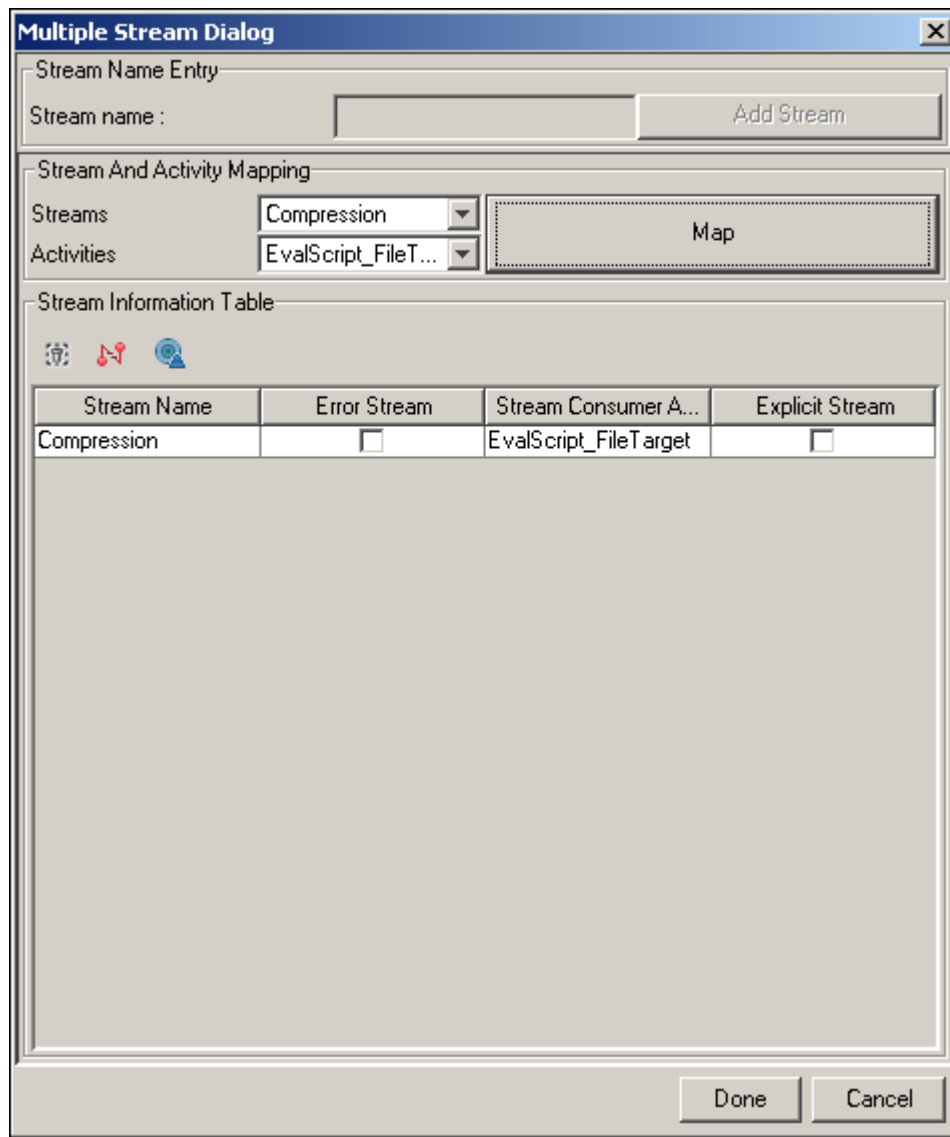 Multiple Stream Dialog
Stream Name Entry
Stream name :
Add Stream
Stream And Activity Mapping
Streams
Compression
Map
Activities
EvalScript_FileT...
Stream Information Table
Stream Name Error Stream Stream Consumer A... Explicit Stream
Compression EvalScript_FileTarget
Done Cancel